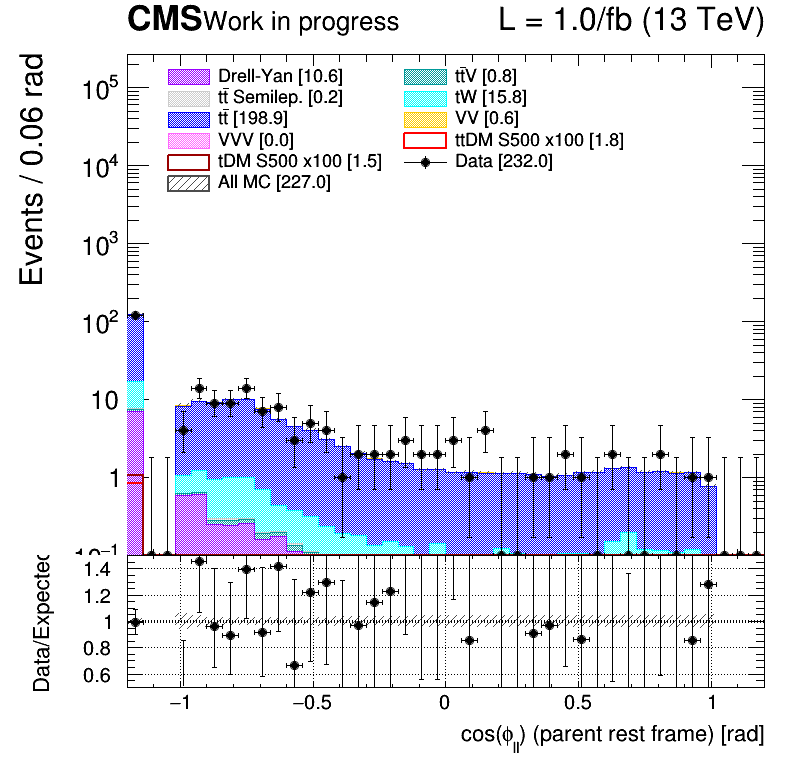 CMS Work in progress L = 1.0/fb (13 TeV)
Events / 0.06 rad
Drell-Yan [10.6] tt̄V [0.8]
tt̄ Semilep. [0.2] tW [15.8]
tt̄ [198.9] VV [0.6]
VVV [0.0] ttDM S500 x100 [1.8]
tDM S500 x100 [1.5] Data [232.0]
All MC [227.0]
10⁵
10⁴
10³
10²
10
1
10⁻¹
Data/Expected
1.4
1.2
1
0.8
0.6
−1 −0.5 0 0.5 1
cos(ϕ_ll) (parent rest frame) [rad]